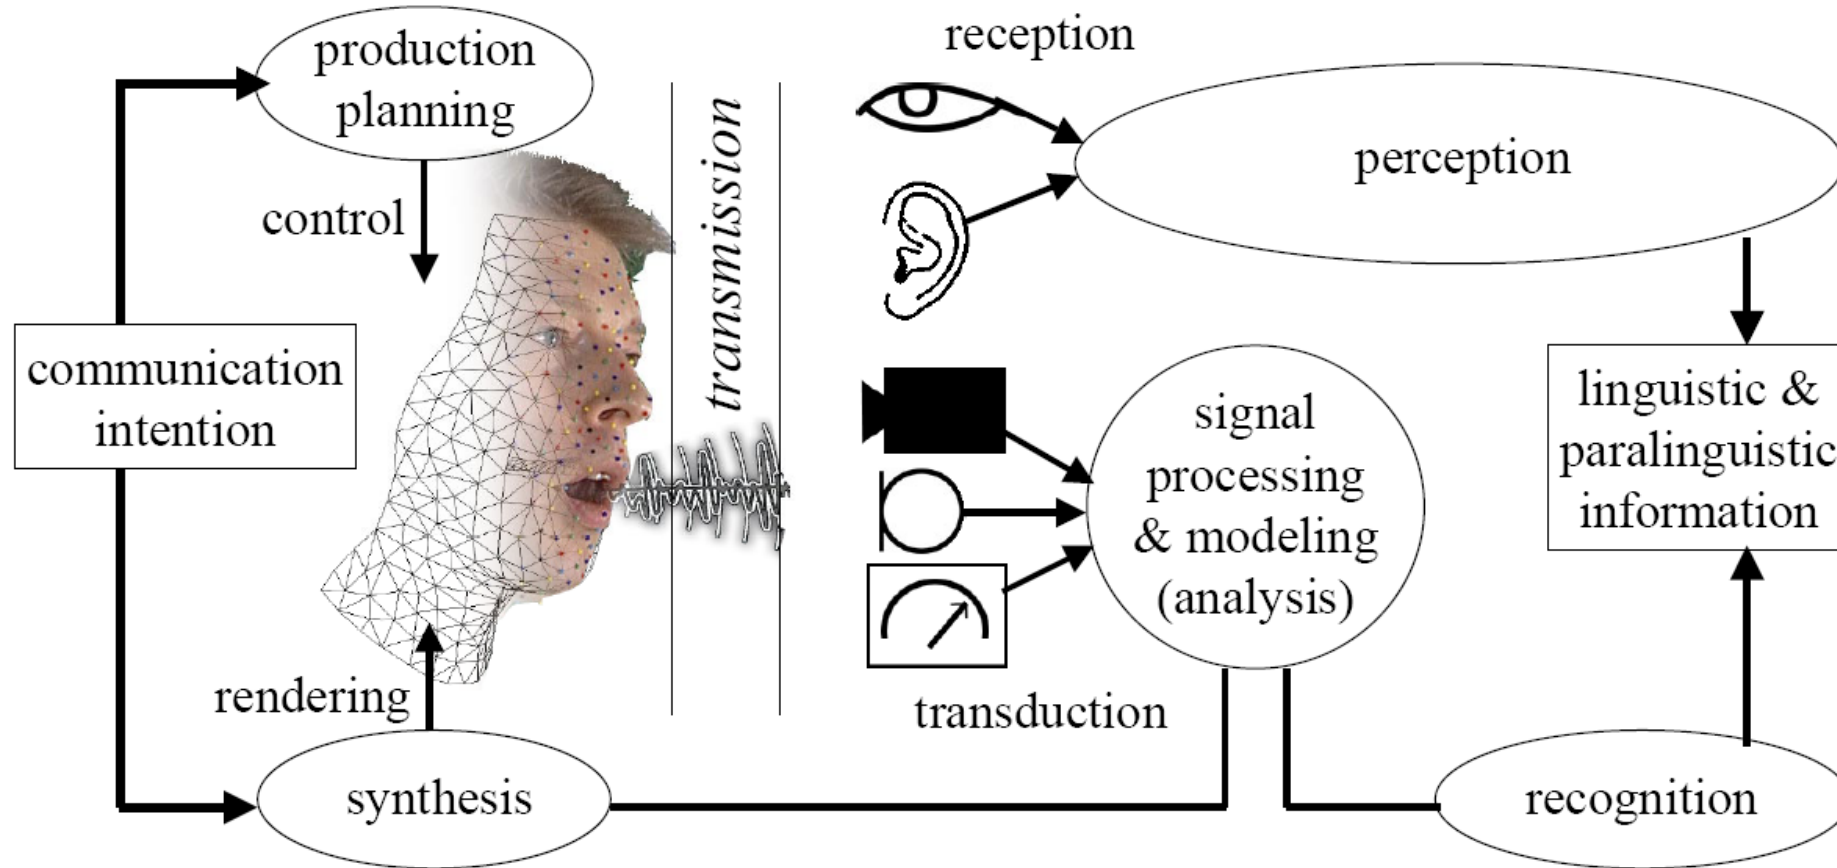 production
planning
control
communication
intention
rendering
synthesis
transmission
reception
perception
signal
processing
& modeling
(analysis)
transduction
linguistic &
paralinguistic
information
recognition